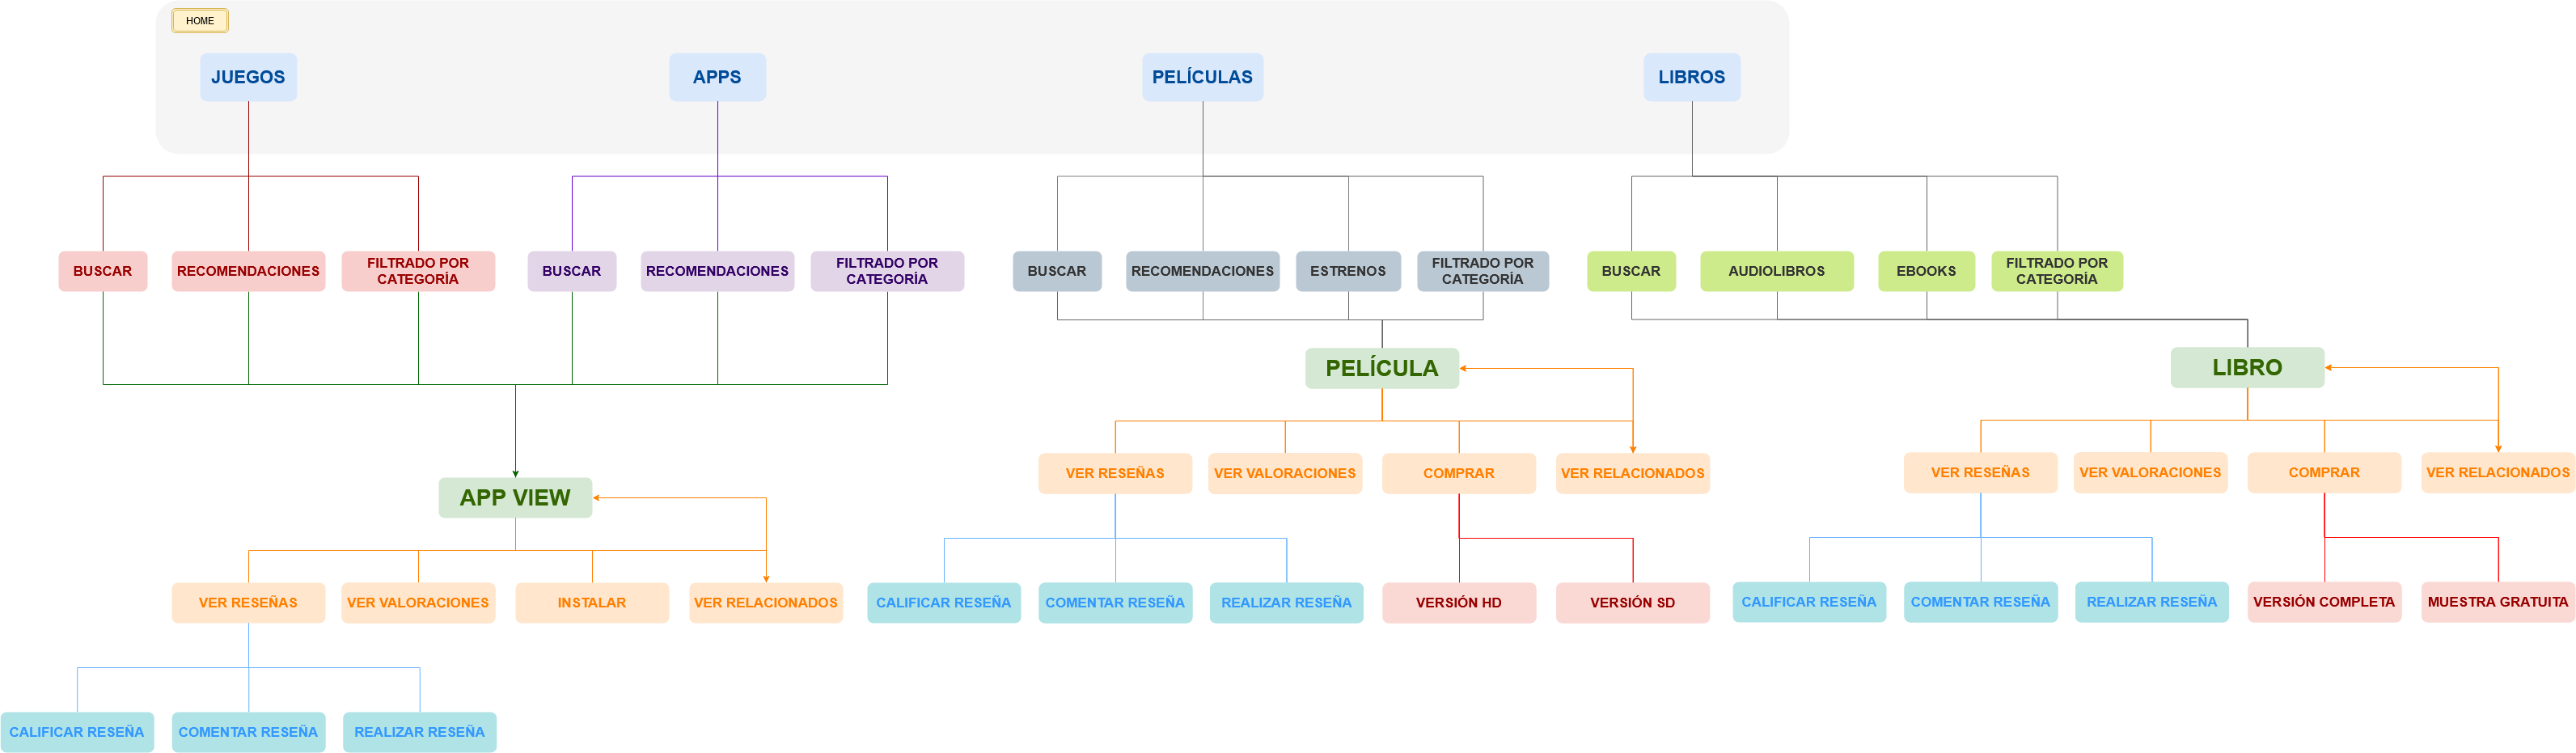 HOME
JUEGOS
APPS
PELÍCULAS
LIBROS
BUSCAR
RECOMENDACIONES
FILTRADO POR
CATEGORÍA
BUSCAR
RECOMENDACIONES
FILTRADO POR
CATEGORÍA
BUSCAR
RECOMENDACIONES
ESTRENOS
FILTRADO POR
CATEGORÍA
BUSCAR
AUDIOLIBROS
EBOOKS
FILTRADO POR
CATEGORÍA
PELÍCULA
LIBRO
VER RESEÑAS
VER VALORACIONES
COMPRAR
VER RELACIONADOS
VER RESEÑAS
VER VALORACIONES
COMPRAR
VER RELACIONADOS
APP VIEW
VER RESEÑAS
VER VALORACIONES
INSTALAR
VER RELACIONADOS
CALIFICAR RESEÑA
COMENTAR RESEÑA
REALIZAR RESEÑA
VERSIÓN HD
VERSIÓN SD
CALIFICAR RESEÑA
COMENTAR RESEÑA
REALIZAR RESEÑA
VERSIÓN COMPLETA
MUESTRA GRATUITA
CALIFICAR RESEÑA
COMENTAR RESEÑA
REALIZAR RESEÑA